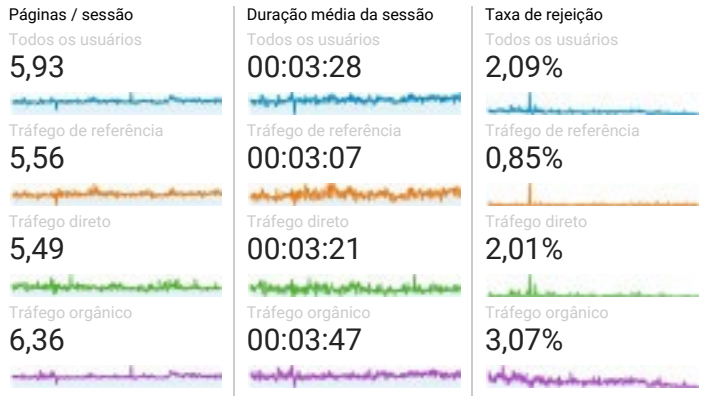 Páginas / sessão
Todos os usuários
5,93
Tráfego de referência
5,56
Tráfego direto
5,49
Tráfego orgânico
6,36
Duração média da sessão
Todos os usuários
00:03:28
Tráfego de referência
00:03:07
Tráfego direto
00:03:21
Tráfego orgânico
00:03:47
Taxa de rejeição
Todos os usuários
2,09%
Tráfego de referência
0,85%
Tráfego direto
2,01%
Tráfego orgânico
3,07%